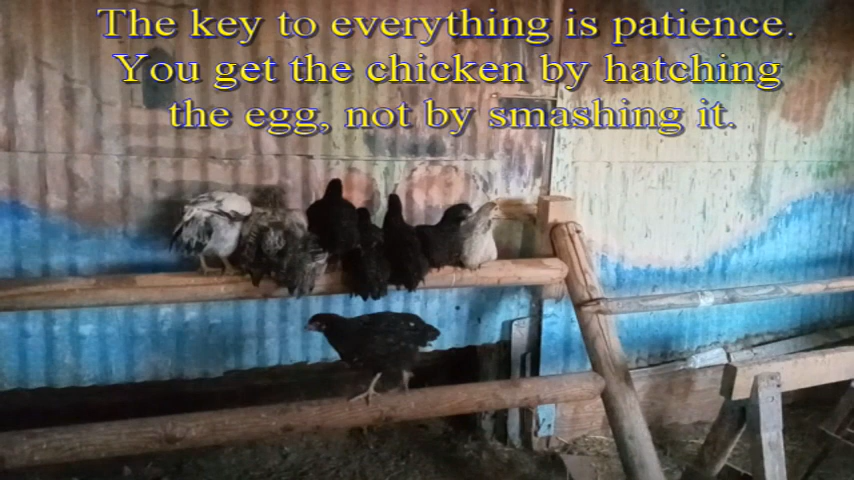 The key to everything is patience.
You get the chicken by hatching
the egg, not by smashing it.